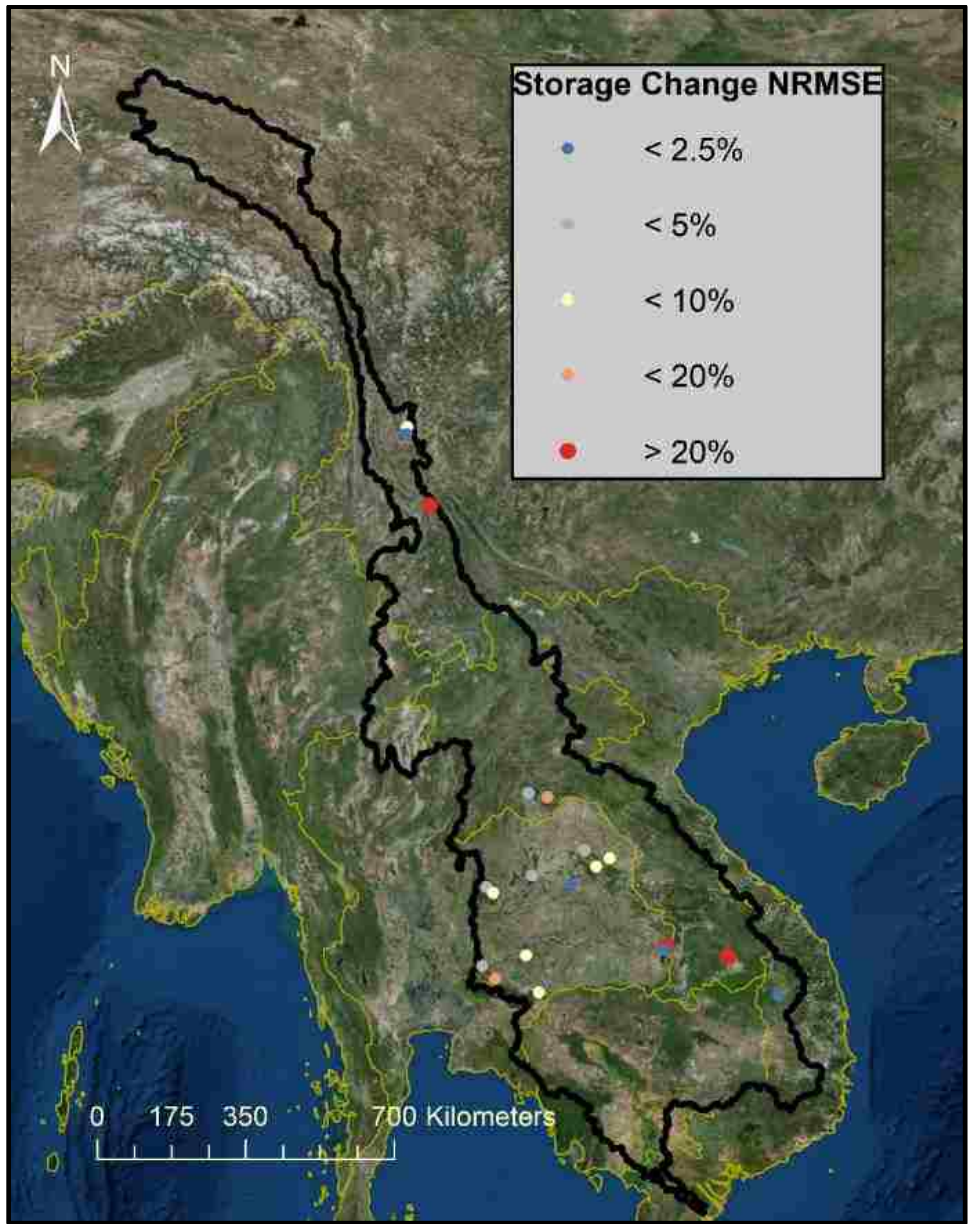 N
Storage Change NRMSE
< 2.5%
< 5%
< 10%
< 20%
> 20%
0 175 350 700 Kilometers